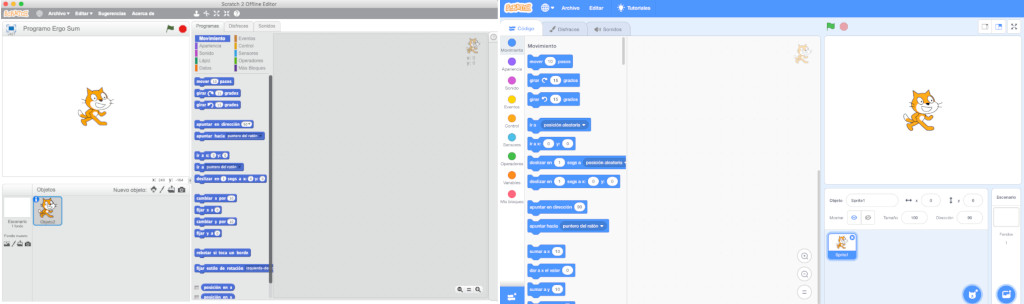 Scratch 2 Offline Editor
SCRATCH Archivo Editar Sugerencias Acerca de
Programo Ergo Sum
Programas Disfraces Sonidos
Movimiento Eventos
Apariencia Control
Sonido Sensores
Lápiz Operadores
Datos Más Bloques
mover 10 pasos
girar 15 grados
girar 15 grados
apuntar en dirección 90
apuntar hacia puntero del ratón
ir a x: 0 y: 0
ir a puntero del ratón
deslizar en 1 segs a x: 0 y: 0
cambiar x por 10
fijar x a 0
cambiar y por 10
fijar y a 0
rebotar si toca un borde
fijar estilo de rotación
posición en x
posición en y
Objetos Nuevo objeto:
Escenario
1 fondo
Objeto1
SCRATCH Archivo Editar Tutoriales
Código Disfraces Sonidos
Movimiento
Apariencia
Sonido
Eventos
Control
Sensores
Operadores
Variables
Mis bloques
Movimiento
mover 10 pasos
girar 15 grados
girar 15 grados
ir a posición aleatoria
ir a x: 0 y: 0
deslizar en 1 segs a posición aleatoria
deslizar en 1 segs a x: 0 y: 0
apuntar en dirección 90
apuntar hacia puntero del ratón
sumar a x 10
dar a x el valor 0
sumar a y 10
Objeto Sprite1 x 0 y 0
Mostrar Tamaño 100 Dirección 90
Sprite1
Escenario
Fondos
1